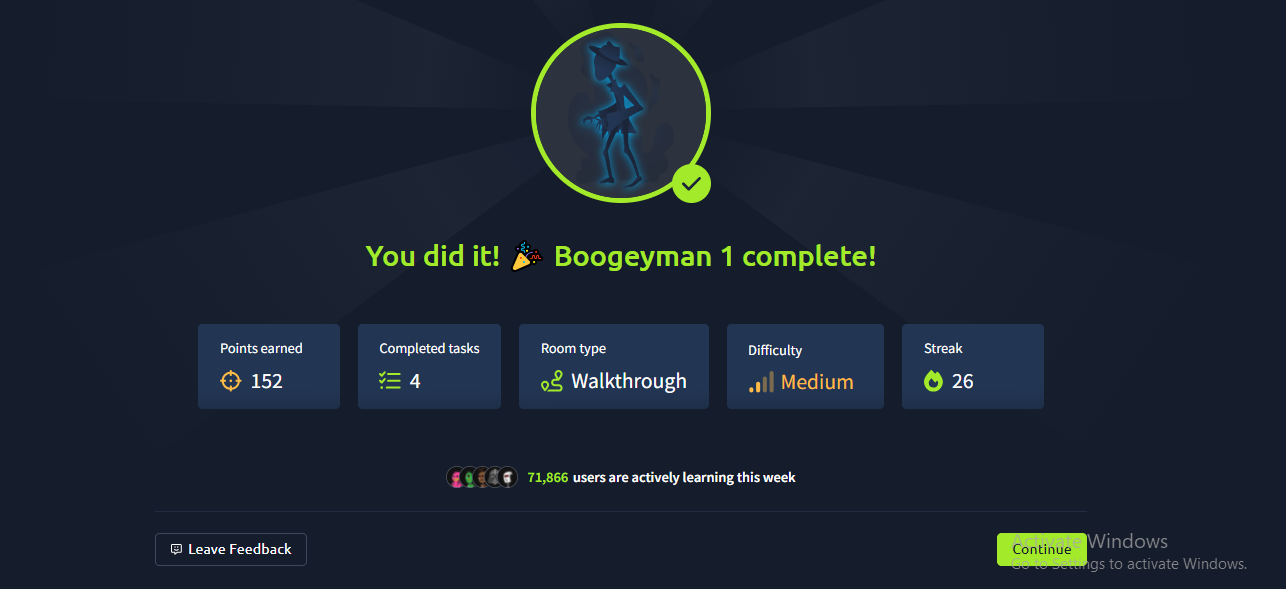 You did it! 🎉 Boogeyman 1 complete!
Points earned
152
Completed tasks
4
Room type
Walkthrough
Difficulty
Medium
Streak
26
71,866 users are actively learning this week
Leave Feedback
Continue
Activate Windows
Go to Settings to activate Windows.